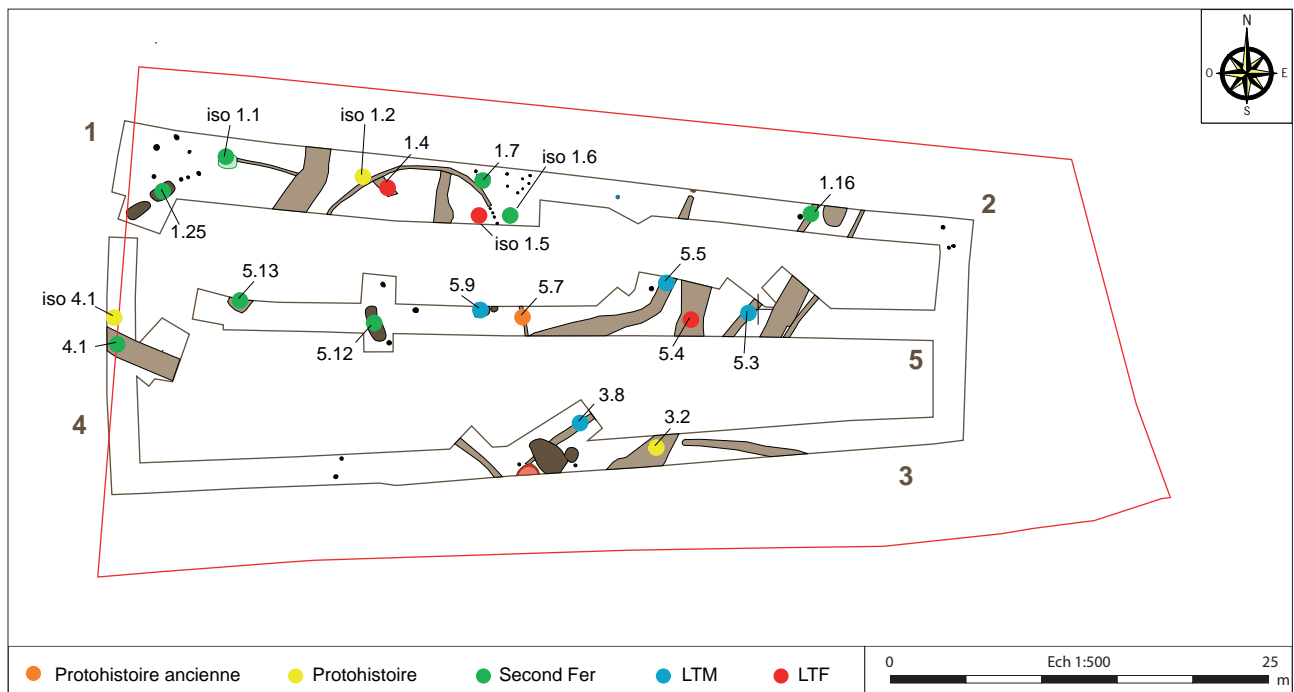 N
O E
S
1
iso 1.1
iso 1.2
1.4
1.7
iso 1.6
1.25
iso 1.5
1.16
2
5.13
5.9
5.7
5.5
iso 4.1
4.1
5.12
5.4
5.3
5
4
3.8
3.2
3
Protohistoire ancienne
Protohistoire
Second Fer
LTM
LTF
0 Ech 1:500 25
m